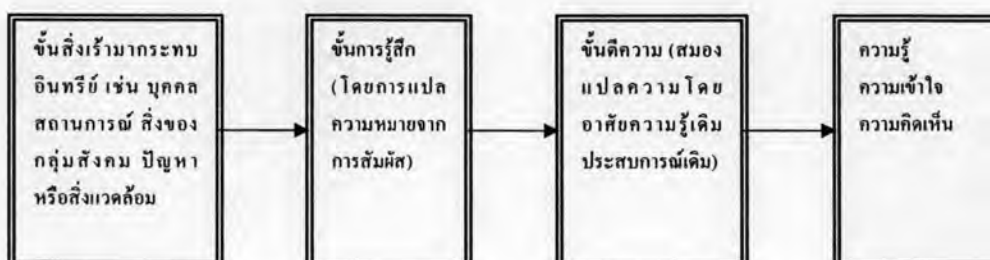 ขั้นสิ่งเร้ามากระทบ
อินทรีย์ เช่น บุคคล
สถานการณ์ สิ่งของ
กลุ่มสังคม ปัญหา
หรือสิ่งแวดล้อม
ขั้นการรู้สึก
(โดยการแปล
ความหมายจาก
การสัมผัส)
ขั้นตีความ (สมอง
แปลความโดย
อาศัยความรู้เดิม
ประสบการณ์เดิม)
ความรู้
ความเข้าใจ
ความคิดเห็น